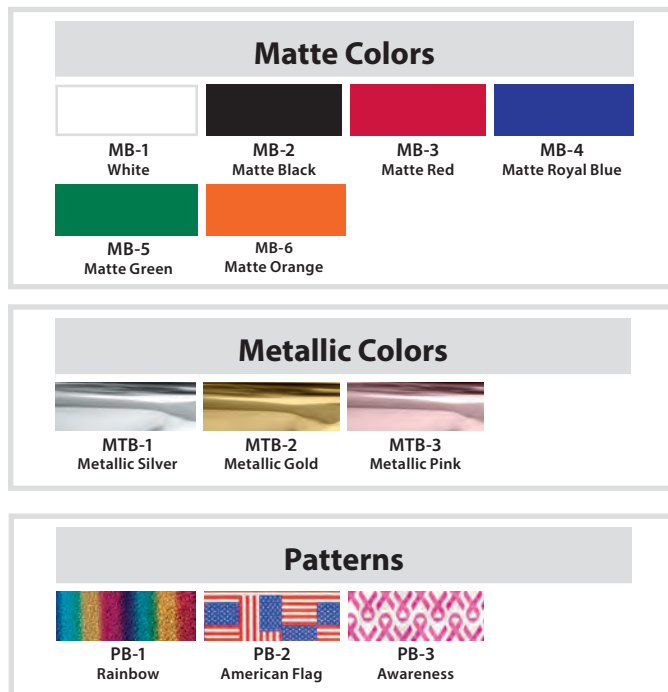 Matte Colors
MB-1
White
MB-2
Matte Black
MB-3
Matte Red
MB-4
Matte Royal Blue
MB-5
Matte Green
MB-6
Matte Orange
Metallic Colors
MTB-1
Metallic Silver
MTB-2
Metallic Gold
MTB-3
Metallic Pink
Patterns
PB-1
Rainbow
PB-2
American Flag
PB-3
Awareness